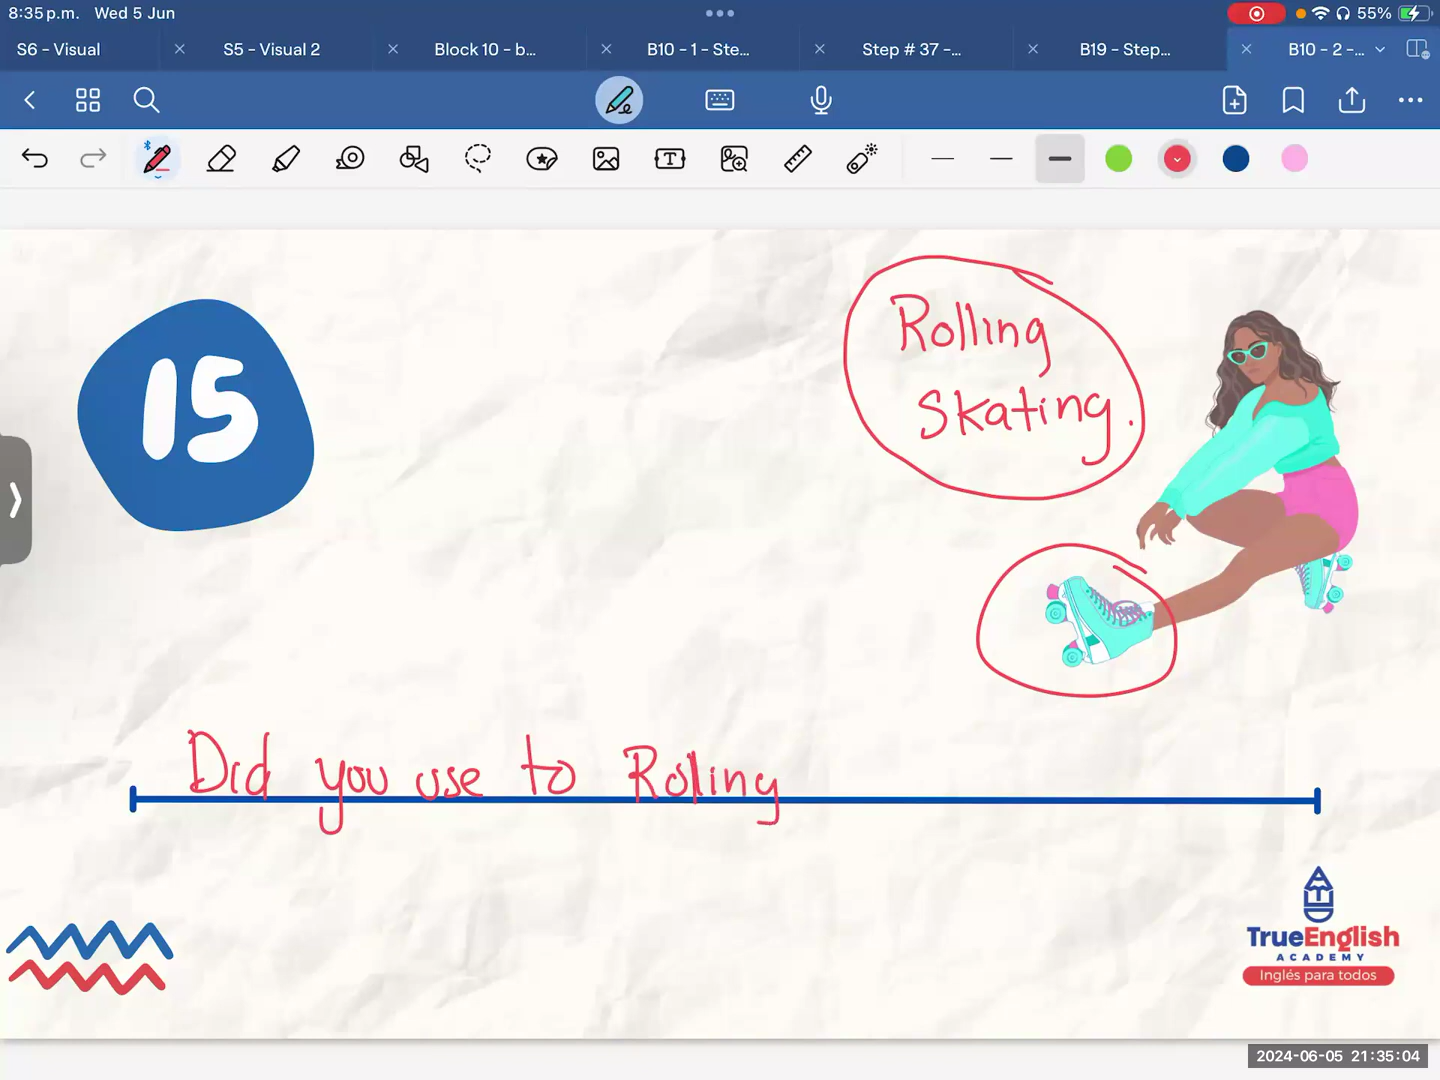 8:35 p.m. Wed 5 Jun
55%
S6 - Visual
S5 - Visual 2
Block 10 - b...
B10 - 1 - Ste...
Step # 37 -...
B19 - Step...
B10 - 2 -...
15
Rolling
Skating.
Did you use to Roling
TrueEnglish
ACADEMY
Inglés para todos
2024-06-05 21:35:04